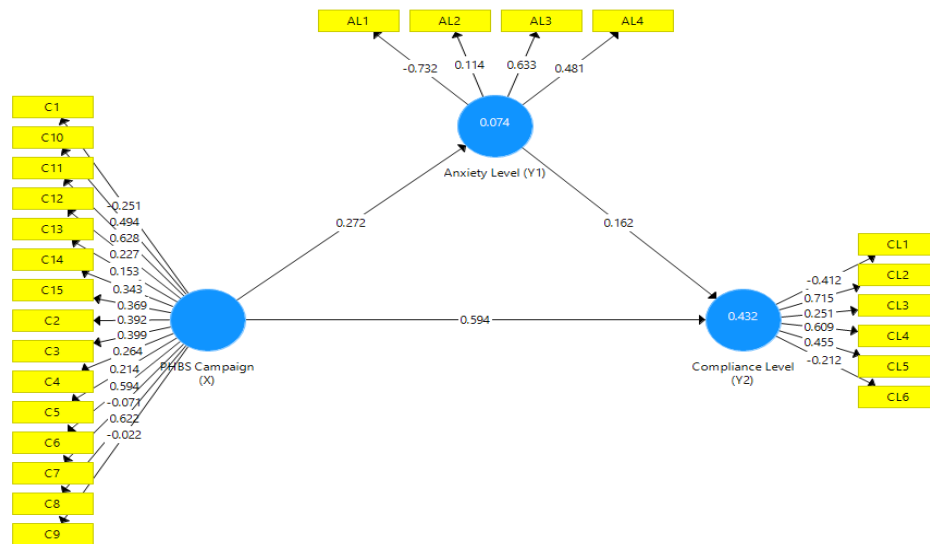 AL1
AL2
AL3
AL4
-0.732
0.114
0.633
0.481
0.074
Anxiety Level (Y1)
C1
C10
C11
C12
C13
C14
C15
C2
C3
C4
C5
C6
C7
C8
C9
-0.251
0.494
0.628
0.227
0.153
0.343
0.369
0.392
0.399
0.264
0.214
0.594
-0.071
0.622
-0.022
PHBS Campaign
(X)
0.272
0.162
0.594
0.432
Compliance Level
(Y2)
-0.412
0.715
0.251
0.609
0.455
-0.212
CL1
CL2
CL3
CL4
CL5
CL6